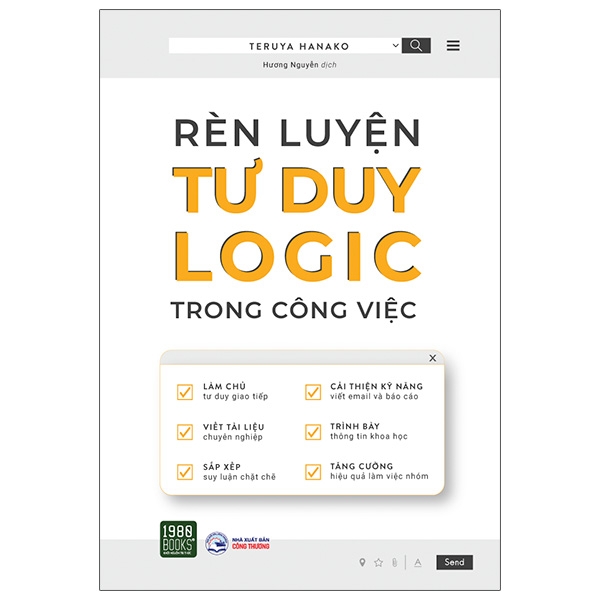 TERUYA HANAKO
Hương Nguyễn dịch
RÈN LUYỆN
TƯ DUY
LOGIC
TRONG CÔNG VIỆC
X
LÀM CHỦ
tư duy giao tiếp
CẢI THIỆN KỸ NĂNG
viết email và báo cáo
VIẾT TÀI LIỆU
chuyên nghiệp
TRÌNH BÀY
thông tin khoa học
SẮP XẾP
suy luận chặt chẽ
TĂNG CƯỜNG
hiệu quả làm việc nhóm
1980
BOOKS
NHÀ XUẤT BẢN
CÔNG THƯƠNG
A
Send